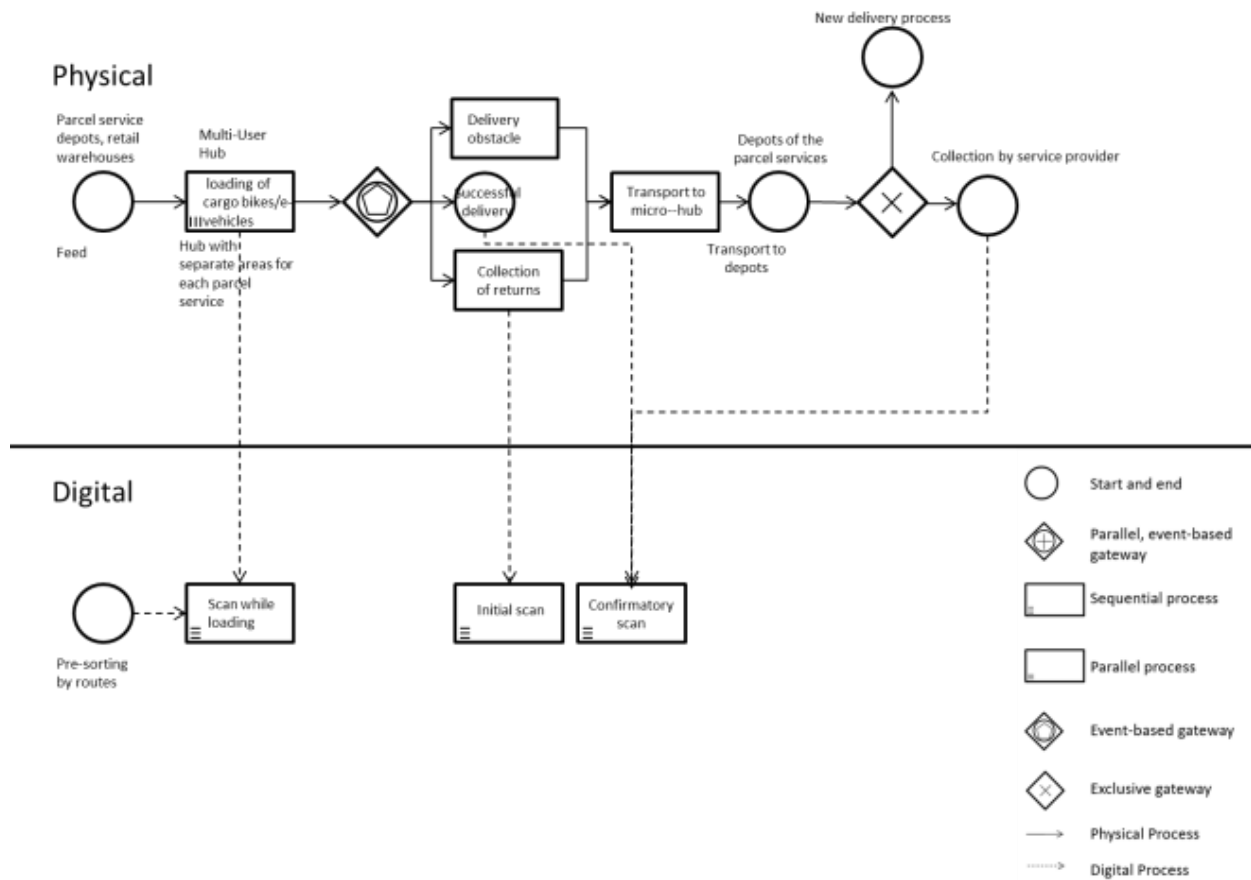 New delivery process
Physical
Parcel service
depots, retail
warehouses
Multi-User
Hub
Delivery
obstacle
Depots of the
parcel services
Collection by service provider
loading of
cargo bikes/e-
vehicles
Successful
delivery
Transport to
micro--hub
Feed
Hub with
separate areas for
each parcel
service
Collection
of returns
Transport to
depots
Digital
Start and end
Parallel, event-based
gateway
Scan while
loading
Initial scan
Confirmatory
scan
Sequential process
Pre-sorting
by routes
Parallel process
Event-based gateway
Exclusive gateway
Physical Process
Digital Process